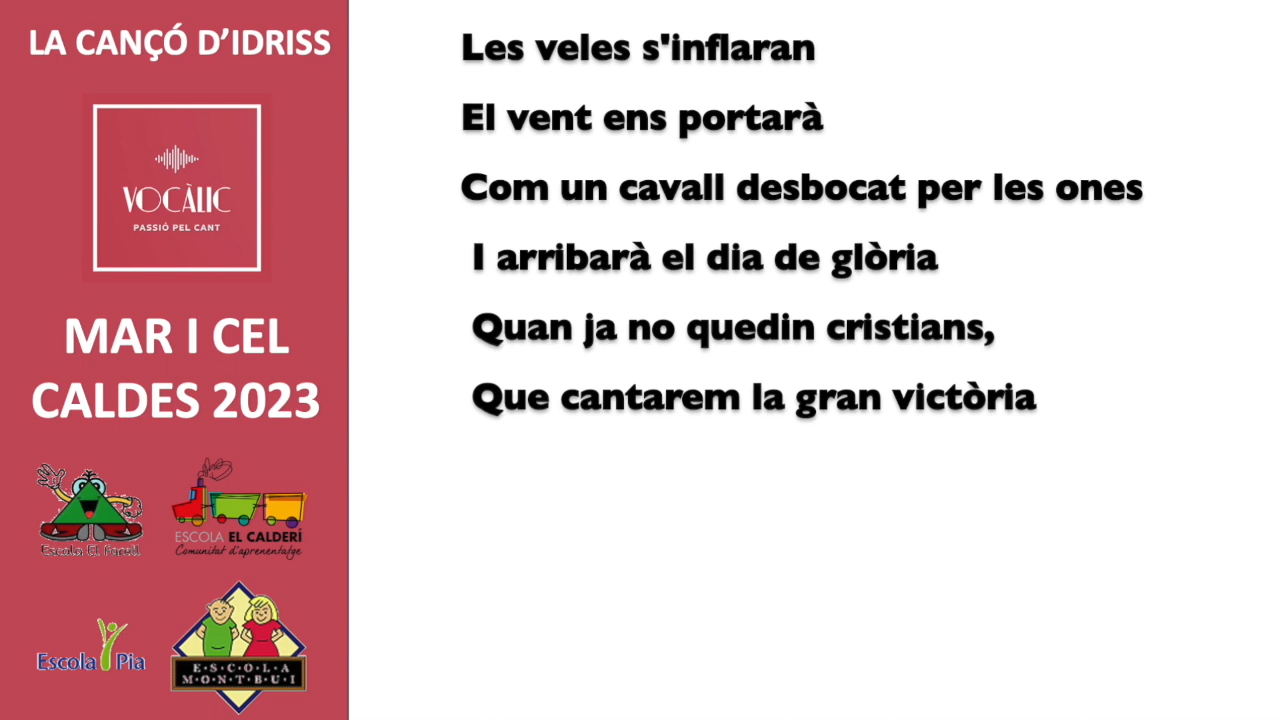 LA CANÇÓ D'IDRISS
VOCÀLIC
PASSIÓ PEL CANT
MAR I CEL
CALDES 2023
Escola El Farell
ESCOLA EL CALDERÍ
Comunitat d'aprenentatge
Escola Pia
E·S·C·O·L·A
M·O·N·T·B·U·I
Les veles s'inflaran
El vent ens portarà
Com un cavall desbocat per les ones
I arribarà el dia de glòria
Quan ja no quedin cristians,
Que cantarem la gran victòria